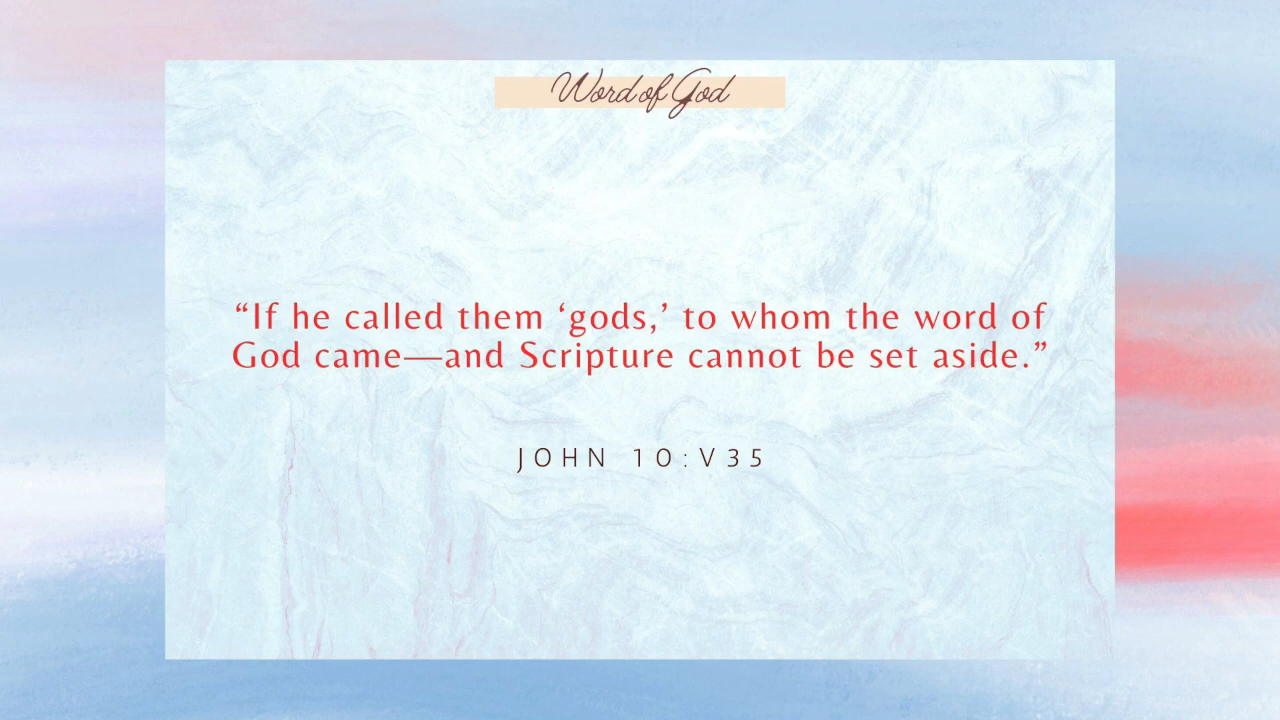 Word of God
“If he called them ‘gods,’ to whom the word of
God came—and Scripture cannot be set aside.”
JOHN 10:V35